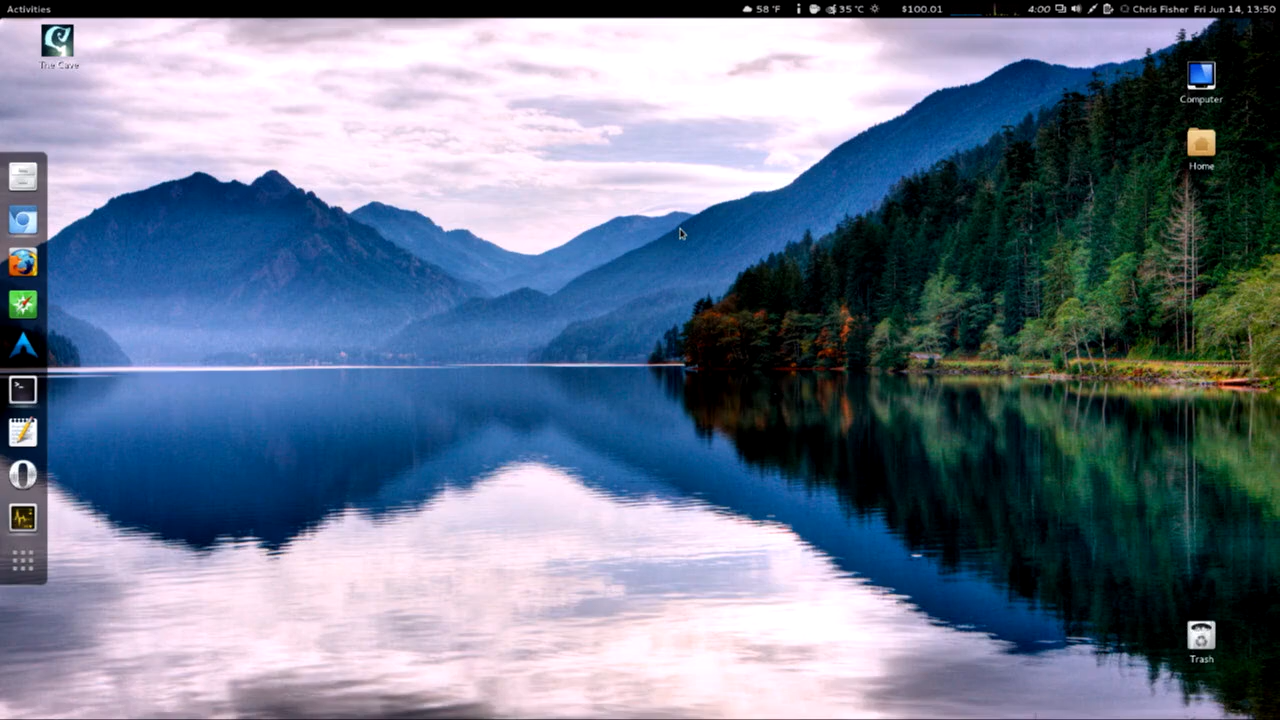 Activities
58 °F
35 °C
$100.01
4:00
Chris Fisher
Fri Jun 14, 13:50
The Cave
Computer
Home
Trash